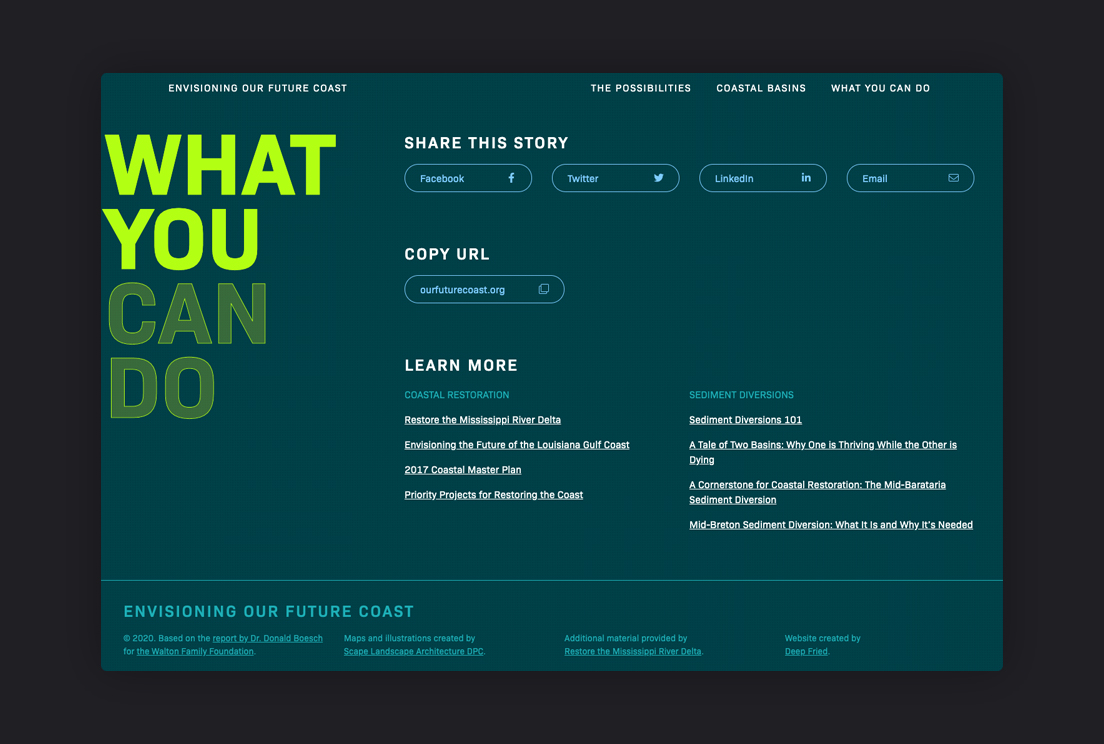 ENVISIONING OUR FUTURE COAST
THE POSSIBILITIES
COASTAL BASINS
WHAT YOU CAN DO
WHAT
YOU
CAN
DO
SHARE THIS STORY
Facebook
Twitter
LinkedIn
Email
COPY URL
ourfuturecoast.org
LEARN MORE
COASTAL RESTORATION
Restore the Mississippi River Delta
Envisioning the Future of the Louisiana Gulf Coast
2017 Coastal Master Plan
Priority Projects for Restoring the Coast
SEDIMENT DIVERSIONS
Sediment Diversions 101
A Tale of Two Basins: Why One is Thriving While the Other is
Dying
A Cornerstone for Coastal Restoration: The Mid-Barataria
Sediment Diversion
Mid-Breton Sediment Diversion: What It Is and Why It's Needed
ENVISIONING OUR FUTURE COAST
© 2020. Based on the report by Dr. Donald Boesch
for the Walton Family Foundation.
Maps and illustrations created by
Scape Landscape Architecture DPC.
Additional material provided by
Restore the Mississippi River Delta.
Website created by
Deep Fried.